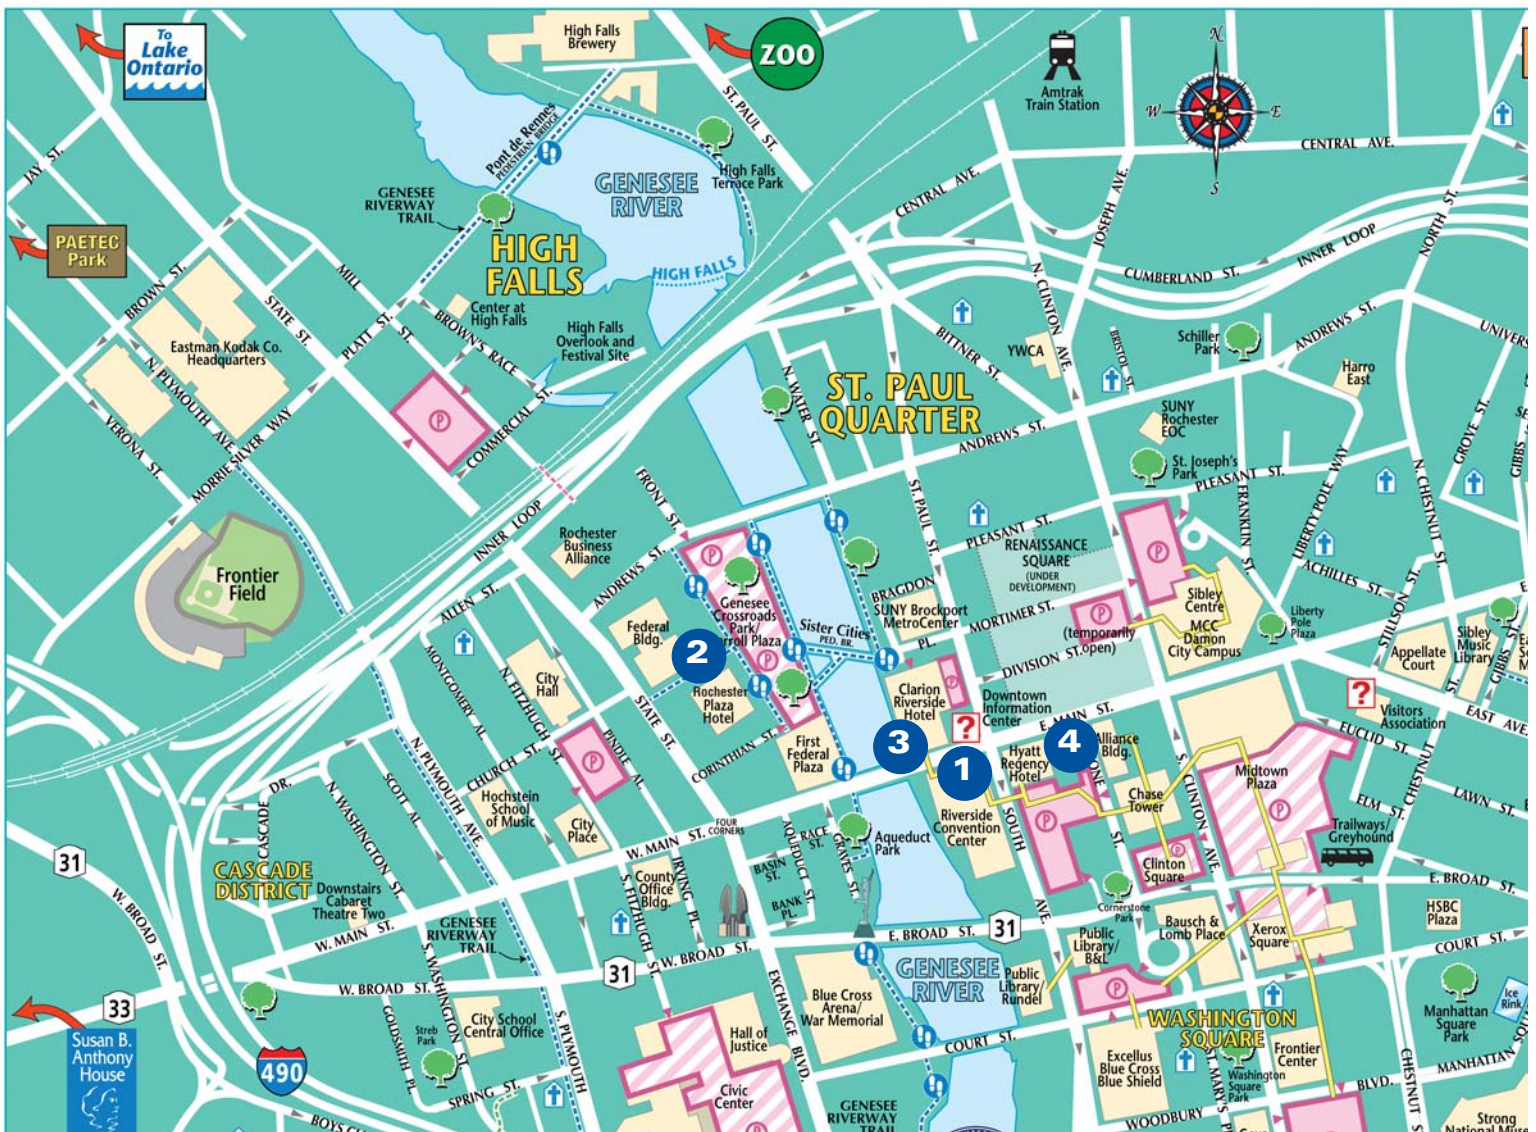 To
Lake
Ontario
High Falls
Brewery
ZOO
Amtrak
Train Station
N
W
E
S
ST. PAUL ST.
Pont de Rennes
PEDESTRIAN BRIDGE
CENTRAL AVE.
JAY ST.
High Falls
Terrace Park
GENESEE
RIVER
GENESEE
RIVERWAY
TRAIL
CENTRAL AVE.
JOSEPH AVE.
NORTH ST.
PAETEC
Park
HIGH
FALLS
HIGH FALLS
INNER LOOP
CUMBERLAND ST.
BROWN ST.
MILL
ST.
STATE ST.
PLATT ST.
Center at
High Falls
BROWN'S RACE
High Falls
Overlook and
Festival Site
N. CLINTON AVE.
BITTNER ST.
YWCA
BRISTOL ST.
Schiller
Park
ANDREWS ST.
UNIVERS
Eastman Kodak Co.
Headquarters
N. PLYMOUTH AVE.
VERONA ST.
MORRIE SILVER WAY
COMMERCIAL ST.
P
N. WATER ST.
ST. PAUL
QUARTER
Harro
East
SUNY
Rochester
EOC
ANDREWS ST.
GROVE ST.
GIBBS
St. Joseph's
Park
PLEASANT ST.
FRANKLIN ST.
LIBERTY POLE WAY
N. CHESTNUT ST.
FRONT ST.
ST. PAUL ST.
INNER LOOP
Rochester
Business
Alliance
PLEASANT ST.
RENAISSANCE
SQUARE
(UNDER
DEVELOPMENT)
P
P
Frontier
Field
ANDREWS ST.
ALLEN ST.
Genesee
Crossroads
Park/
rroll Plaza
P
BRAGDON
PL.
SUNY Brockport
MetroCenter
MORTIMER ST.
P
(temporarily
open)
Sibley
Centre
MCC
Damon
City Campus
ACHILLES ST.
STILLSON ST.
Liberty
Pole
Plaza
Federal
Bldg.
2
Sister Cities
PED. BR.
DIVISION ST.
Appellate
Court
Sibley
Music
Library
GIBBS ST.
MONTGOMERY AL.
N. FITZHUGH ST.
City
Hall
Rochester
Plaza
Hotel
Clarion
Riverside
Hotel
Downtown
Information
Center
?
?
Visitors
Association
EAST AVE.
STATE ST.
CORINTHIAN ST.
First
Federal
Plaza
3
1
4
E. MAIN ST.
Alliance
Bldg.
Hyatt
Regency
Hotel
EUCLID ST.
CHURCH ST.
PINDLE AL.
P
N. PLYMOUTH AVE.
SCOTT AL.
N. WASHINGTON ST.
CASCADE
DR.
Hochstein
School
of Music
City
Place
Riverside
Convention
Center
SOUTH
AVE.
STONE
ST.
Chase
Tower
S. CLINTON AVE.
Midtown
Plaza
P
ELM ST.
CHESTNUT
ST.
LAWN ST.
Trailways/
Greyhound
FOUR
CORNERS
W. MAIN ST.
RACE
ST.
AQUEDUCT ST.
GRAVES ST.
BASIN
ST.
BANK
PL.
Aqueduct
Park
P
Clinton
Square
P
31
CASCADE
DISTRICT
Downstairs
Cabaret
Theatre Two
W. MAIN ST.
County
Office
Bldg.
IRVING PL.
S. FITZHUGH ST.
Cornerstone
Park
E. BROAD ST.
HSBC
Plaza
W. BROAD ST.
GENESEE
RIVERWAY
TRAIL
S. WASHINGTON ST.
31
W. BROAD ST.
E. BROAD ST.
31
Public
Library/
B&L
Bausch &
Lomb Place
Xerox
Square
COURT ST.
33
W. BROAD ST.
GOLDSMITH PL.
City School
Central Office
S. PLYMOUTH
EXCHANGE BLVD.
Blue Cross
Arena/
War Memorial
GENESEE
RIVER
Public
Library/
Rundel
P
WASHINGTON
SQUARE
Manhattan
Square
Park
Ice
Rink
Susan B.
Anthony
House
490
Streb
Park
SPRING ST.
Hall of
Justice
Civic
Center
P
COURT ST.
Excellus
Blue Cross
Blue Shield
ST. MARY'S P
Washington
Square
Park
Frontier
Center
CHESTNUT S
MANHATTAN SQUA
WOODBURY
BLVD.
GENESEE
RIVERWAY
TRAIL
Strong
National Muse